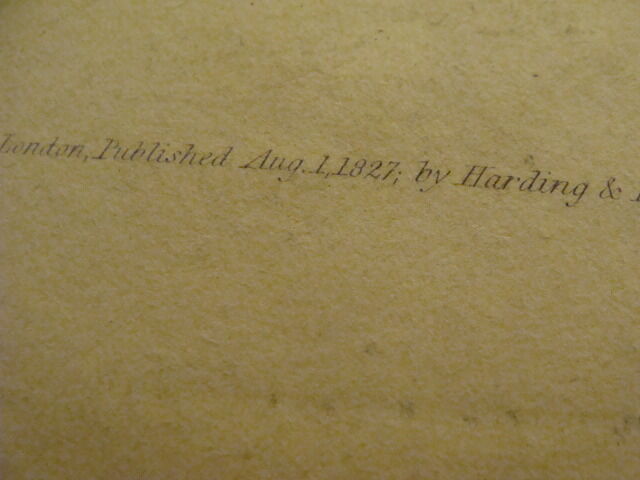 London, Published Aug. 1, 1827; by Harding &